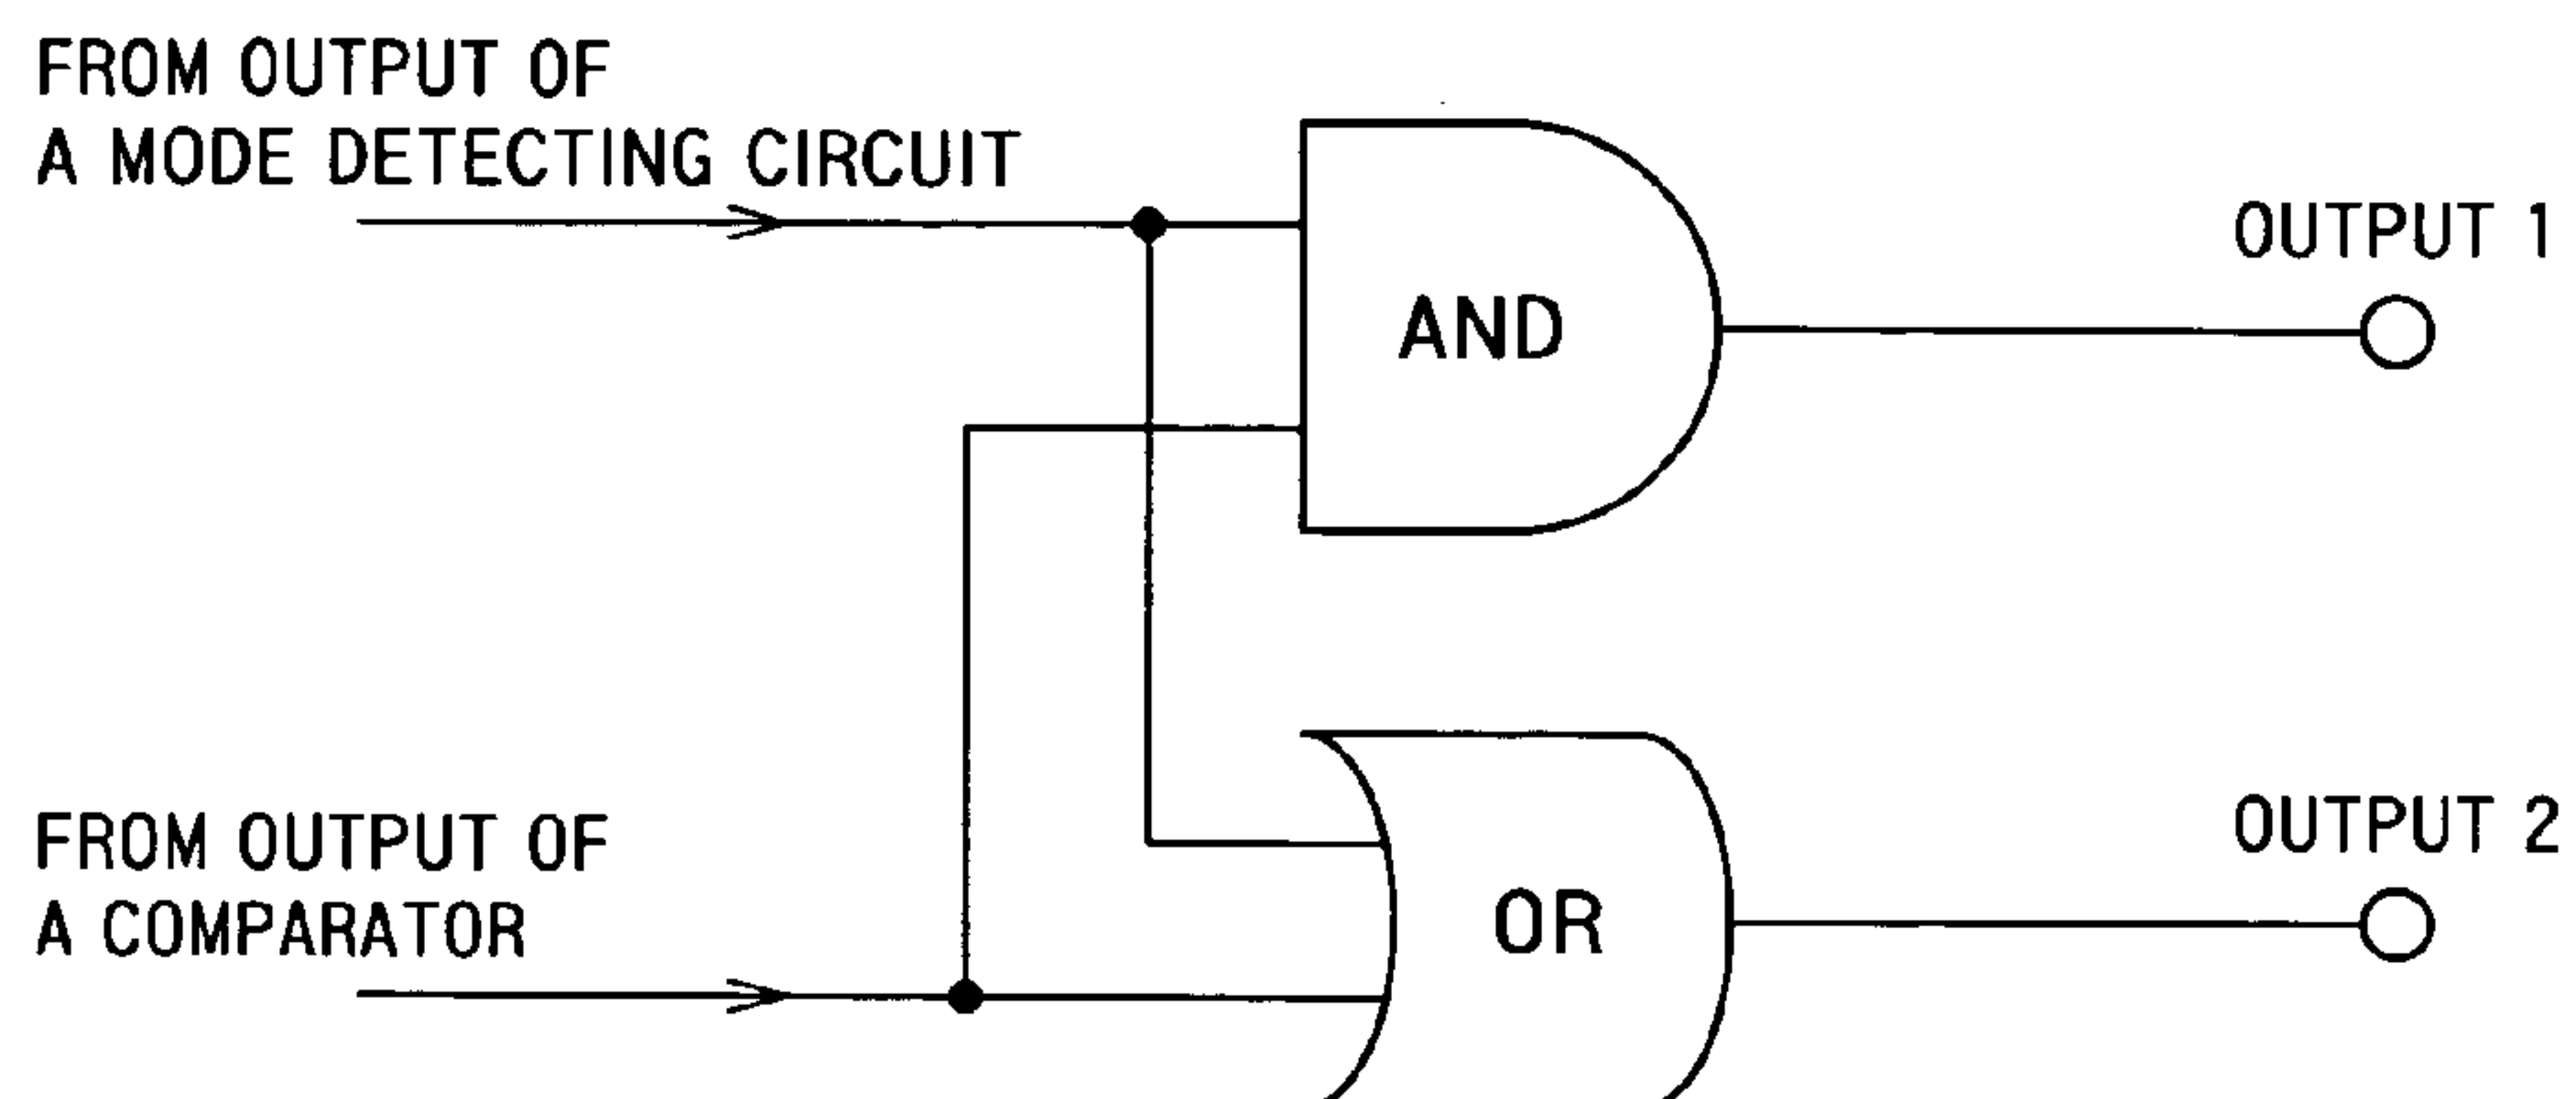 FROM OUTPUT OF
A MODE DETECTING CIRCUIT
AND
OUTPUT 1
FROM OUTPUT OF
A COMPARATOR
OR
OUTPUT 2